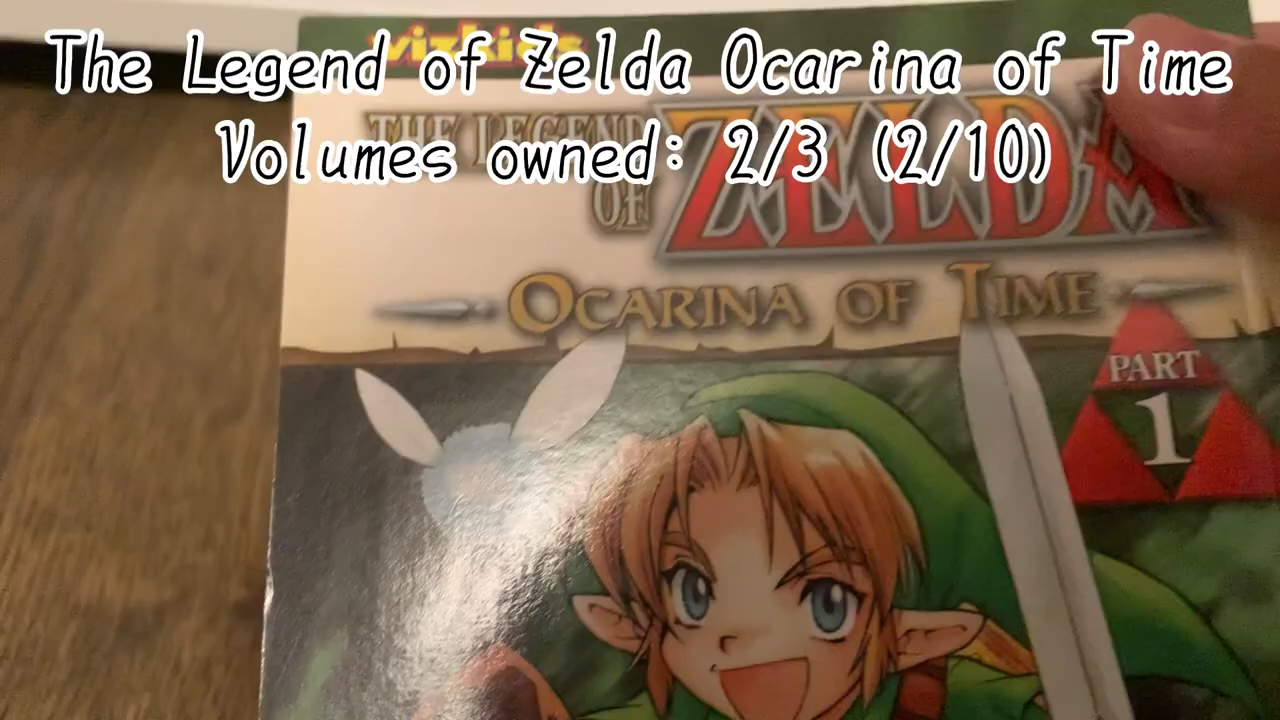 The Legend of Zelda Ocarina of Time
Volumes owned: 2/3 (2/10)
vizkids
THE LEGEND
OF ZELDA
OCARINA OF TIME
PART
1